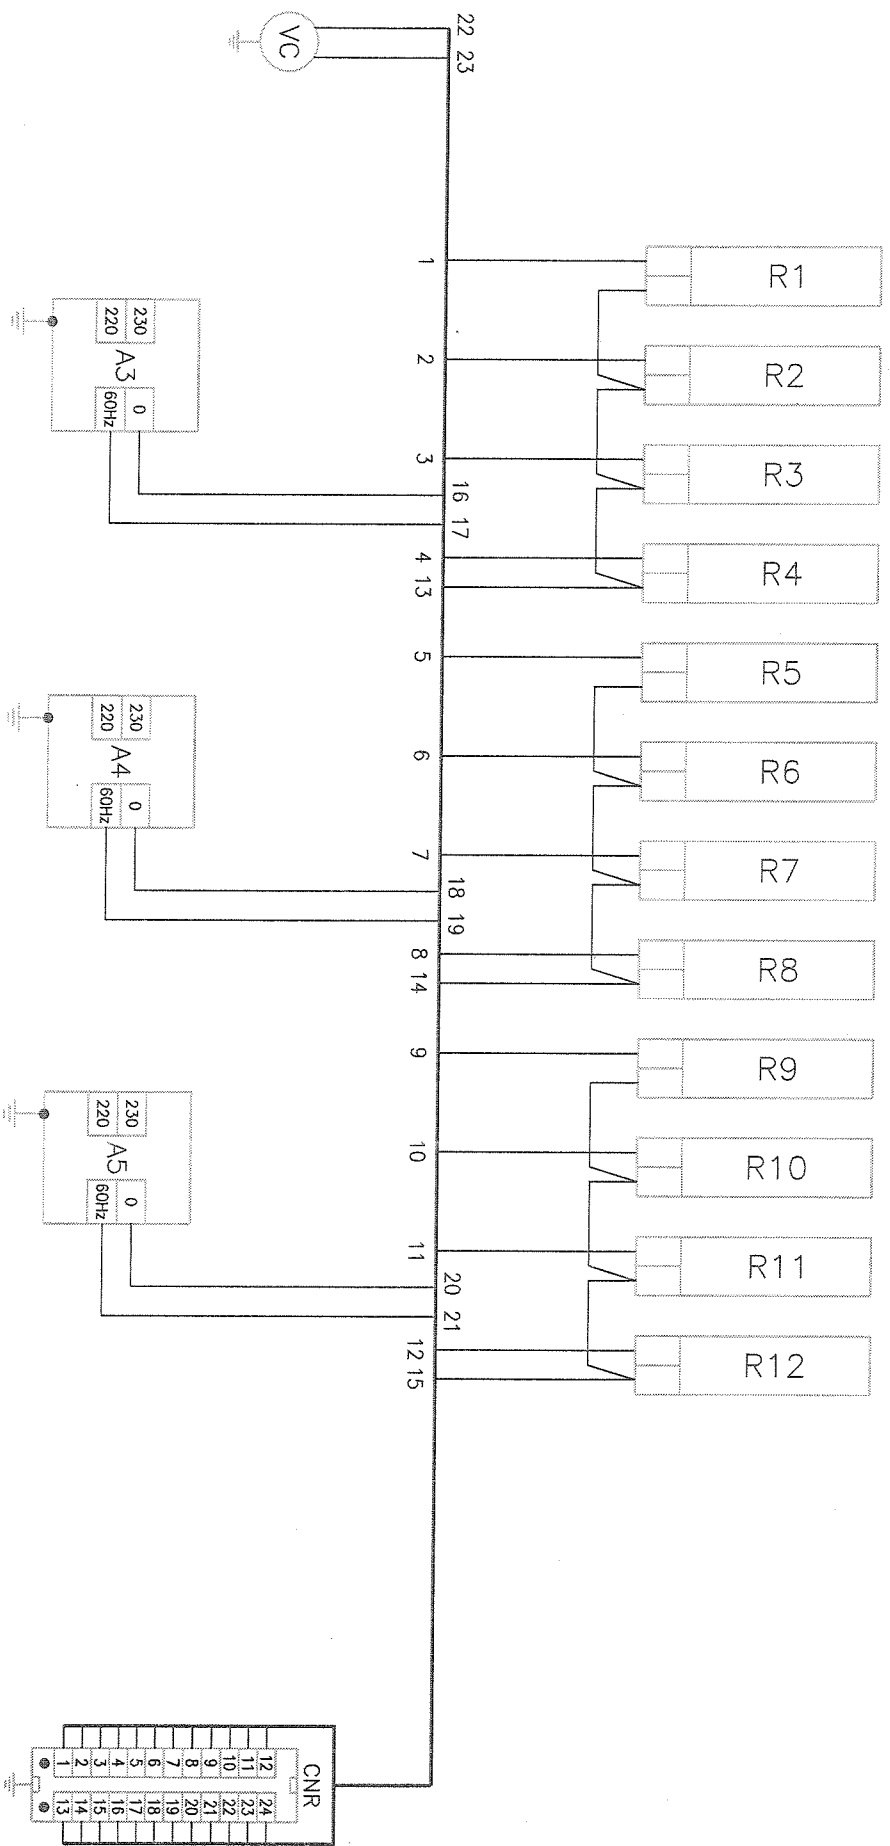 VC
22 23
R1
1
R2
2
R3
3
R4
4 13
16 17
A3
230
220
0
60Hz
R5
5
R6
6
R7
7
R8
8 14
18 19
A4
230
220
0
60Hz
R9
9
R10
10
R11
11
R12
12 15
20 21
A5
230
220
0
60Hz
CNR
1 2 3 4 5 6 7 8 9 10 11 12
13 14 15 16 17 18 19 20 21 22 23 24